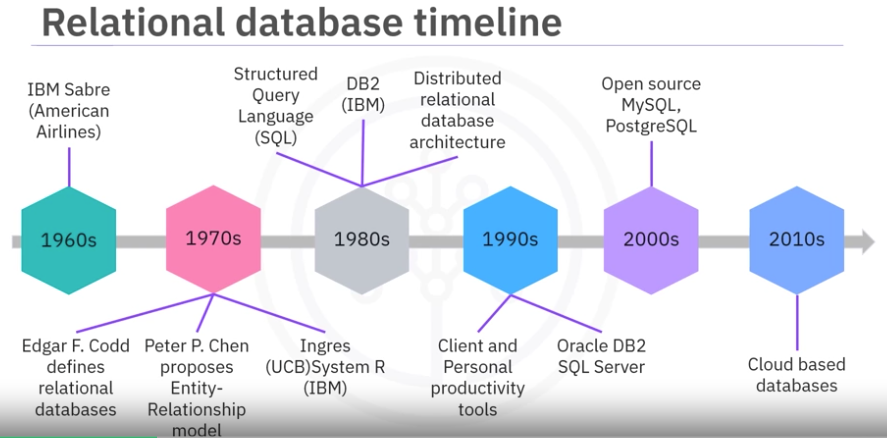 Relational database timeline
IBM Sabre
(American
Airlines)
Structured
Query
Language
(SQL)
DB2
(IBM)
Distributed
relational
database
architecture
Open source
MySQL,
PostgreSQL
1960s
1970s
1980s
1990s
2000s
2010s
Edgar F. Codd
defines
relational
databases
Peter P. Chen
proposes
Entity-
Relationship
model
Ingres
(UCB)System R
(IBM)
Client and
Personal
productivity
tools
Oracle DB2
SQL Server
Cloud based
databases